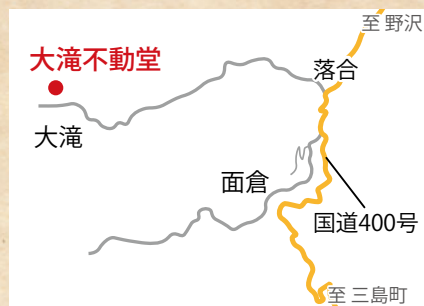 至 野沢
大滝不動堂
落合
大滝
面倉
国道400号
至 三島町